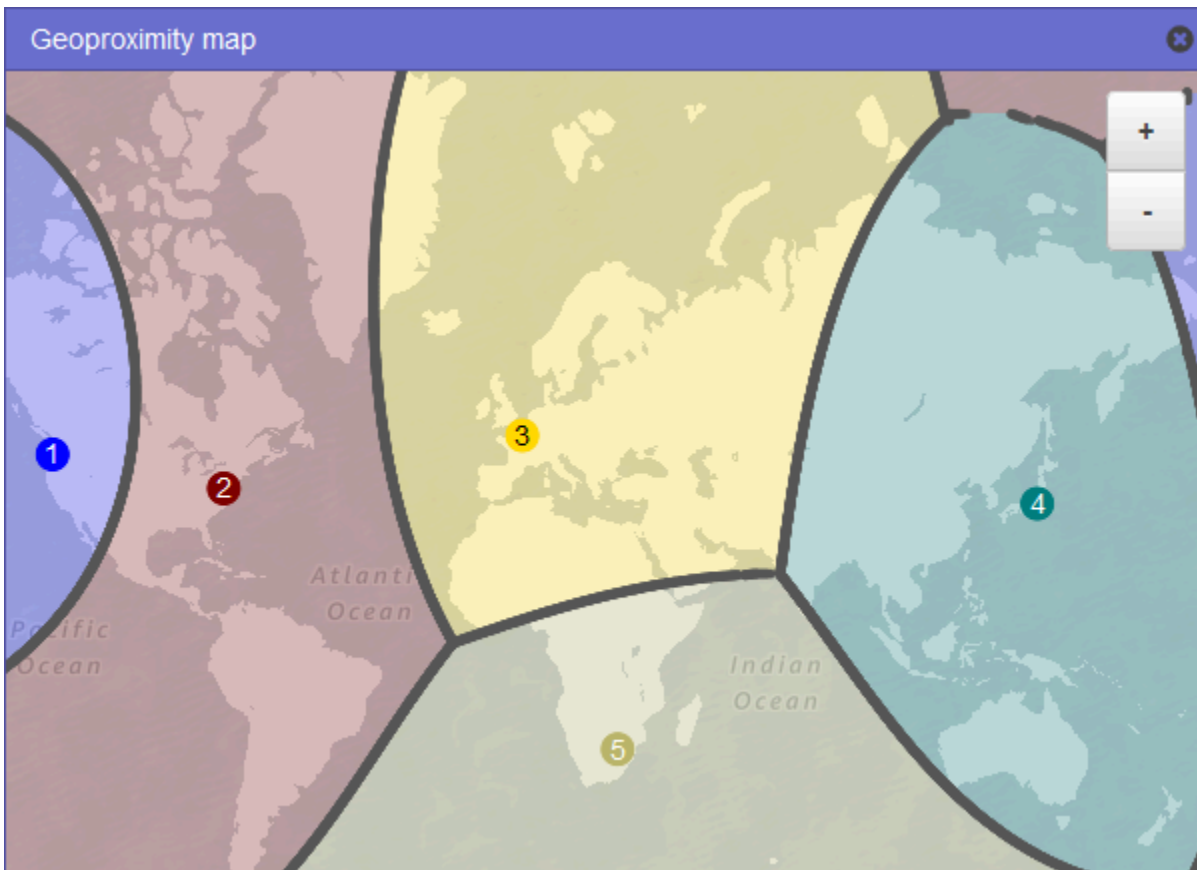 Geoproximity map
+
-
3
1
2
4
Atlanti
Ocean
Pacific
Ocean
Indian
Ocean
5